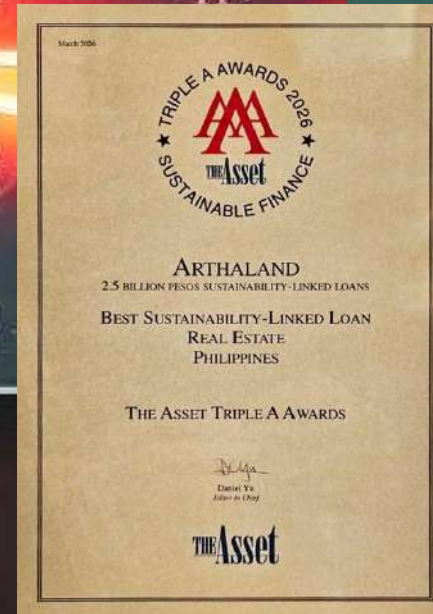 March 2026
TRIPLE A AWARDS 2026
THE Asset
SUSTAINABLE FINANCE
ARTHALAND
2.5 BILLION PESOS SUSTAINABILITY-LINKED LOANS
BEST SUSTAINABILITY-LINKED LOAN
REAL ESTATE
PHILIPPINES
THE ASSET TRIPLE A AWARDS
Daniel Yu
Editor in Chief
THE Asset